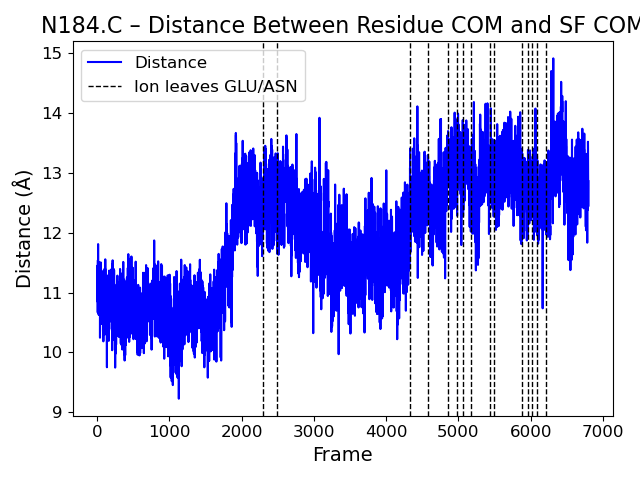 N184.C – Distance Between Residue COM and SF COM
Distance
Ion leaves GLU/ASN
Distance (Å)
15
14
13
12
11
10
9
0 1000 2000 3000 4000 5000 6000 7000
Frame